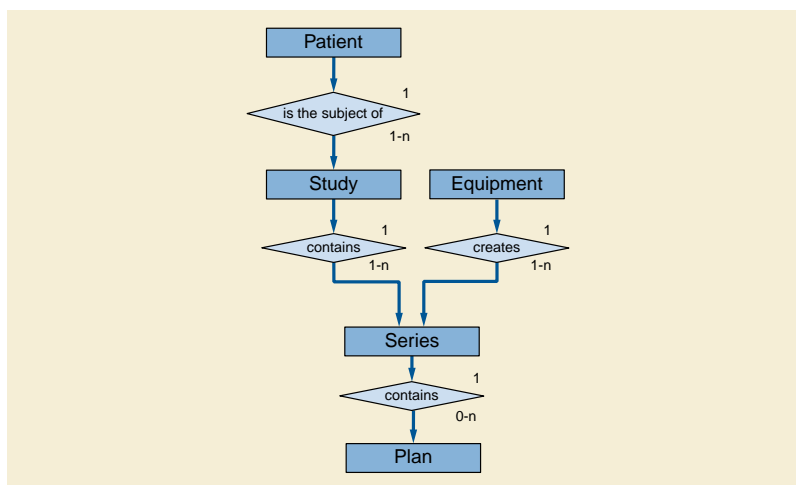 Patient
1
is the subject of
1-n
Study
Equipment
1
1
contains
creates
1-n
1-n
Series
1
contains
0-n
Plan